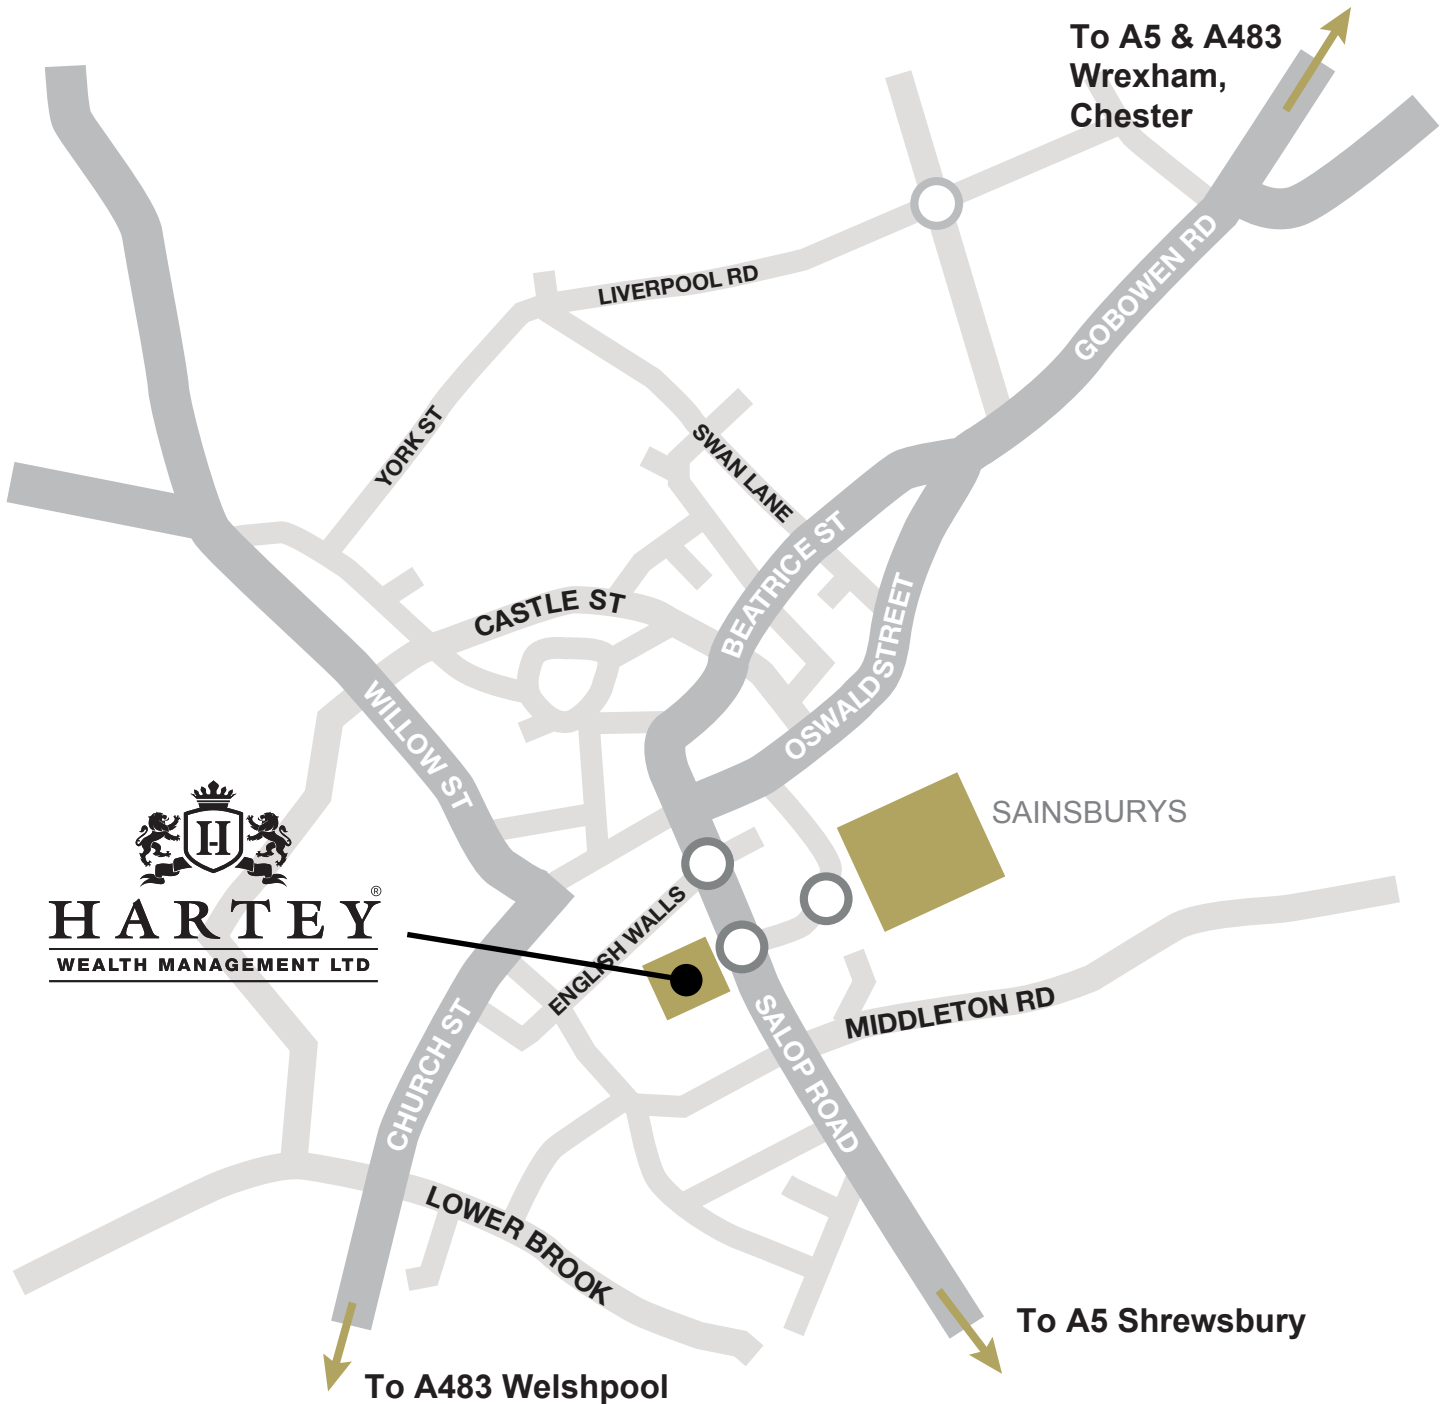 To A5 & A483
Wrexham,
Chester
GOBOWEN RD
LIVERPOOL RD
YORK ST
SWAN LANE
BEATRICE ST
CASTLE ST
OSWALD STREET
WILLOW ST
SAINSBURYS
H
HARTEY®
WEALTH MANAGEMENT LTD
ENGLISH WALLS
MIDDLETON RD
SALOP ROAD
CHURCH ST
LOWER BROOK
To A5 Shrewsbury
To A483 Welshpool